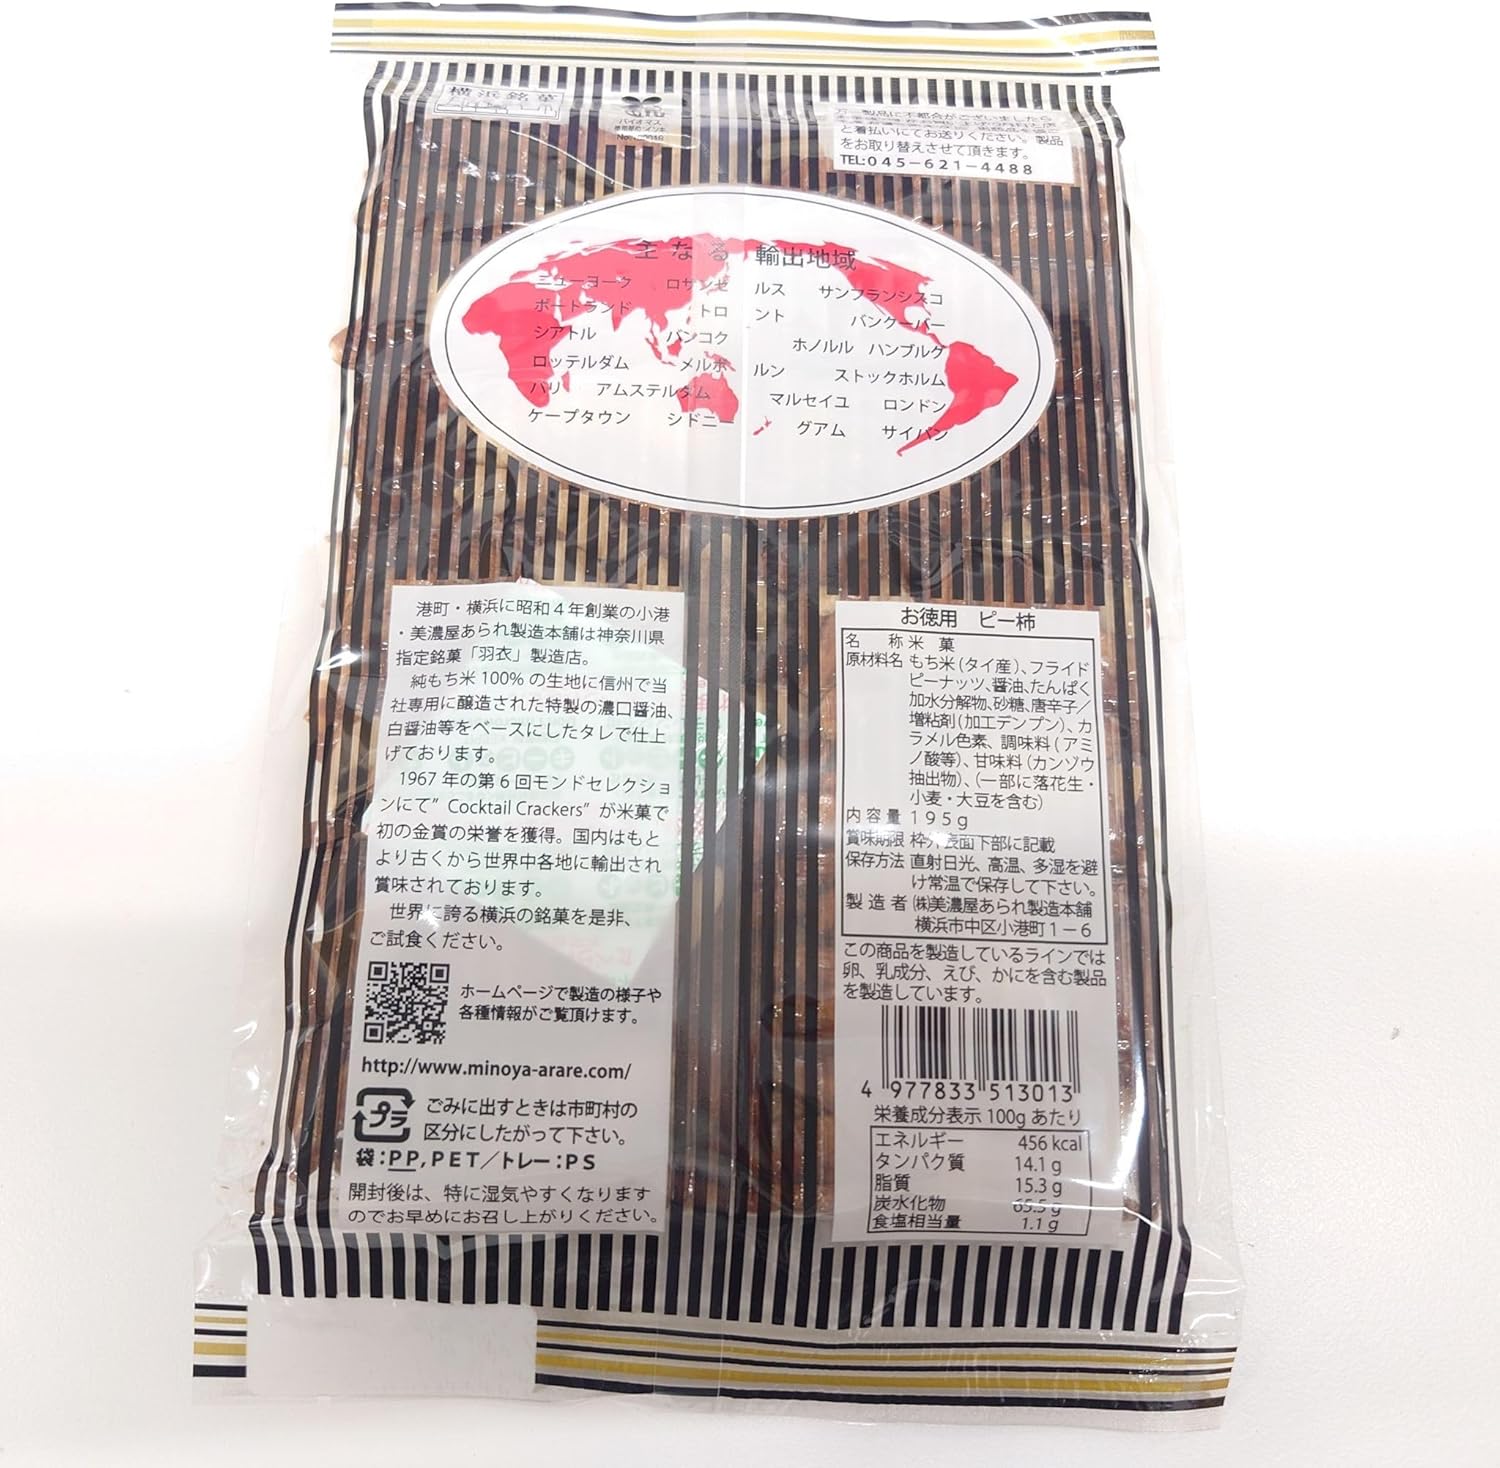 横浜銘菓
バイオマス
万一製品に不都合がございましたら
と着払いにてお送りください。製品
をお取り替えさせて頂きます。
TEL:045-621-4488
主なる 輸出地域
ニューヨーク ロサンゼルス サンフランシスコ
ポートランド トロント バンクーバー
シアトル バンコク ホノルル ハンブルグ
ロッテルダム メルボルン ストックホルム
パリ アムステルダム マルセイユ ロンドン
ケープタウン シドニー グアム サイパン
港町・横浜に昭和4年創業の小港
・美濃屋あられ製造本舗は神奈川県
指定銘菓「羽衣」製造店。
純もち米100%の生地に信州で当
社専用に醸造された特製の濃口醤油、
白醤油等をベースにしたタレで仕上
げております。
1967年の第6回モンドセレクショ
ンにて”Cocktail Crackers”が米菓で
初の金賞の栄誉を獲得。国内はもと
より古くから世界中各地に輸出され
賞味されております。
世界に誇る横浜の銘菓を是非、
ご試食ください。
ホームページで製造の様子や
各種情報がご覧頂けます。
http://www.minoya-arare.com/
プラ
ごみに出すときは市町村の
区分にしたがって下さい。
袋:PP,PET/トレー:PS
開封後は、特に湿気やすくなります
のでお早めにお召し上がりください。
お徳用 ピー柿
名 称 米 菓
原材料名 もち米(タイ産)、フライド
ピーナッツ、醤油、たんぱく
加水分解物、砂糖、唐辛子/
増粘剤(加工デンプン)、カ
ラメル色素、調味料(アミ
ノ酸等)、甘味料(カンゾウ
抽出物)、(一部に落花生・
小麦・大豆を含む)
内容量 195g
賞味期限 枠外表面下部に記載
保存方法 直射日光、高温、多湿を避
け常温で保存して下さい。
製造者 ㈱美濃屋あられ製造本舗
横浜市中区小港町1-6
この商品を製造しているラインでは
卵、乳成分、えび、かにを含む製品
を製造しています。
4 977833 513013
栄養成分表示 100gあたり
エネルギー 456 kcal
タンパク質 14.1 g
脂質 15.3 g
炭水化物 65.5 g
食塩相当量 1.1 g